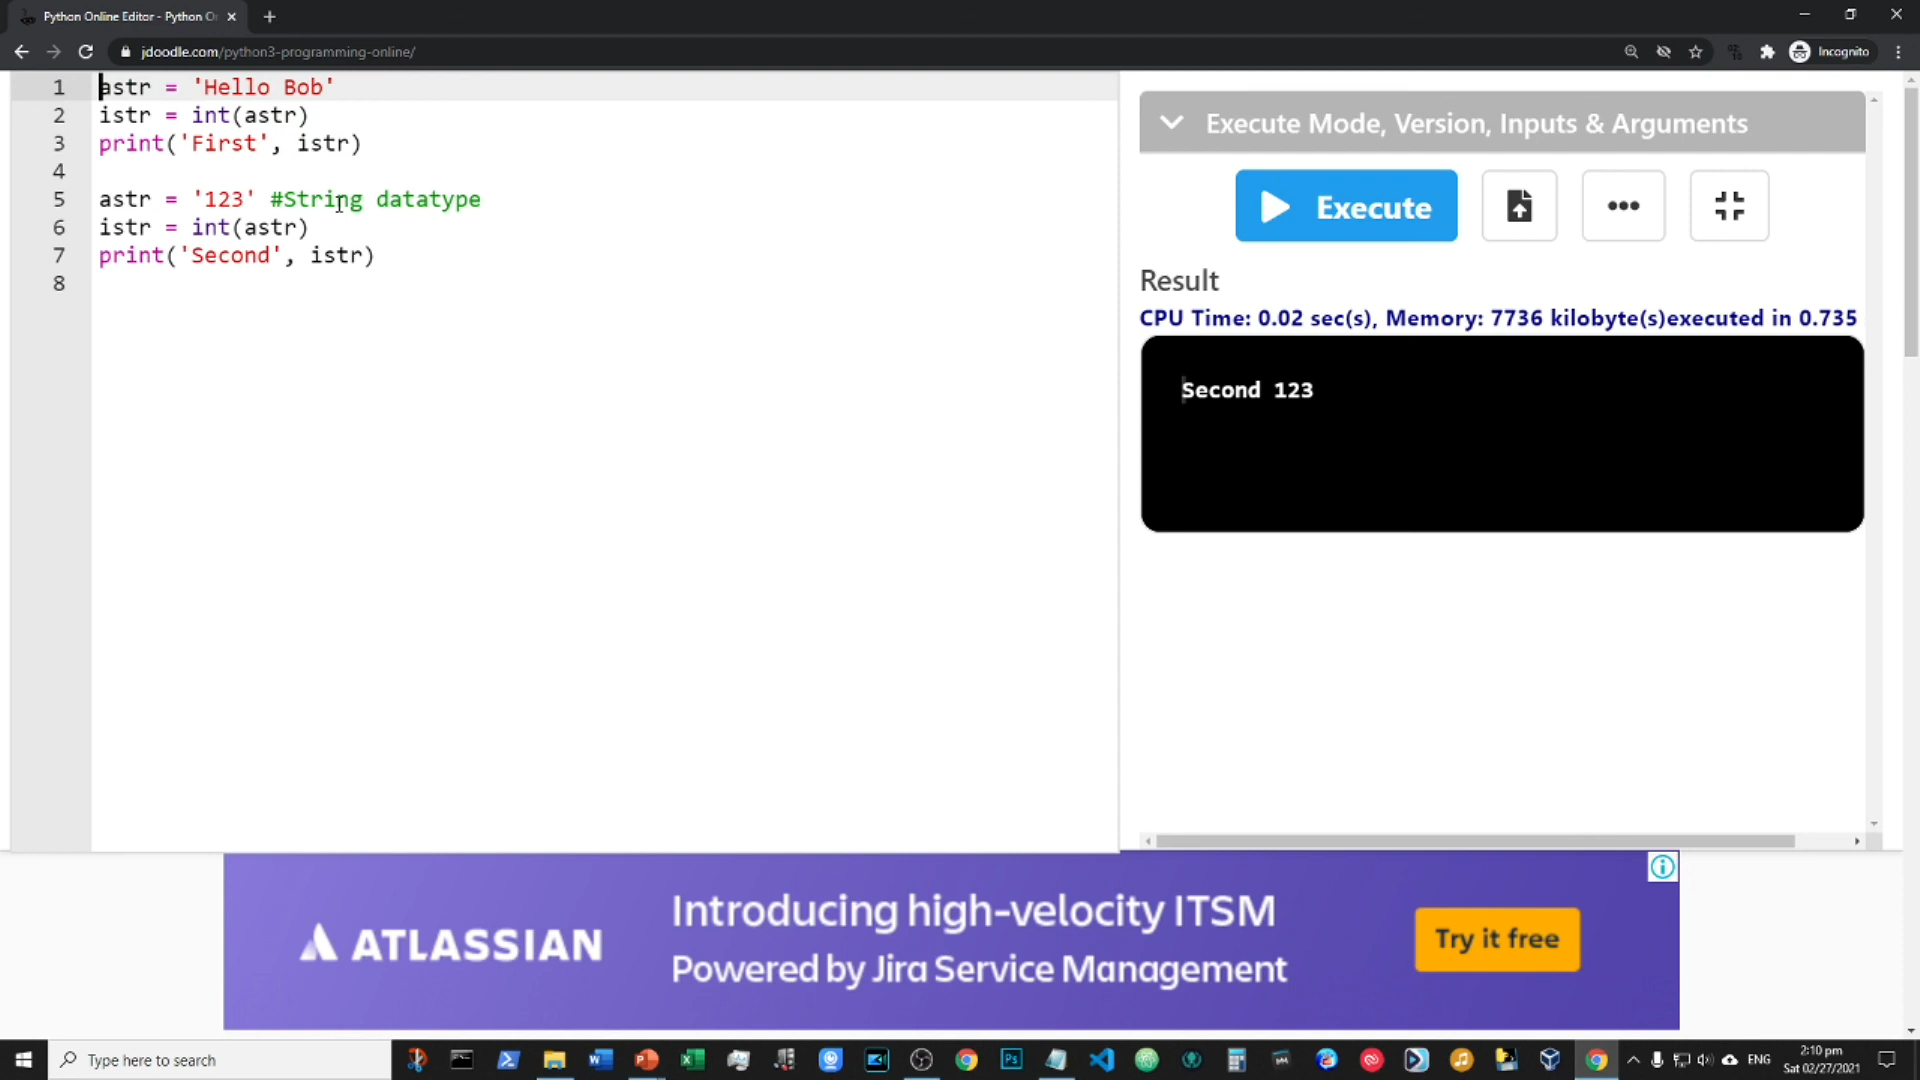 Python Online Editor - Python O
jdoodle.com/python3-programming-online/
Incognito
1 astr = 'Hello Bob'
2 istr = int(astr)
3 print('First', istr)
4
5 astr = '123' #String datatype
6 istr = int(astr)
7 print('Second', istr)
8
Execute Mode, Version, Inputs & Arguments
Execute
Result
CPU Time: 0.02 sec(s), Memory: 7736 kilobyte(s)executed in 0.735
Second 123
ATLASSIAN
Introducing high-velocity ITSM
Powered by Jira Service Management
Try it free
Type here to search
ENG
2:10 pm
Sat 02/27/2021